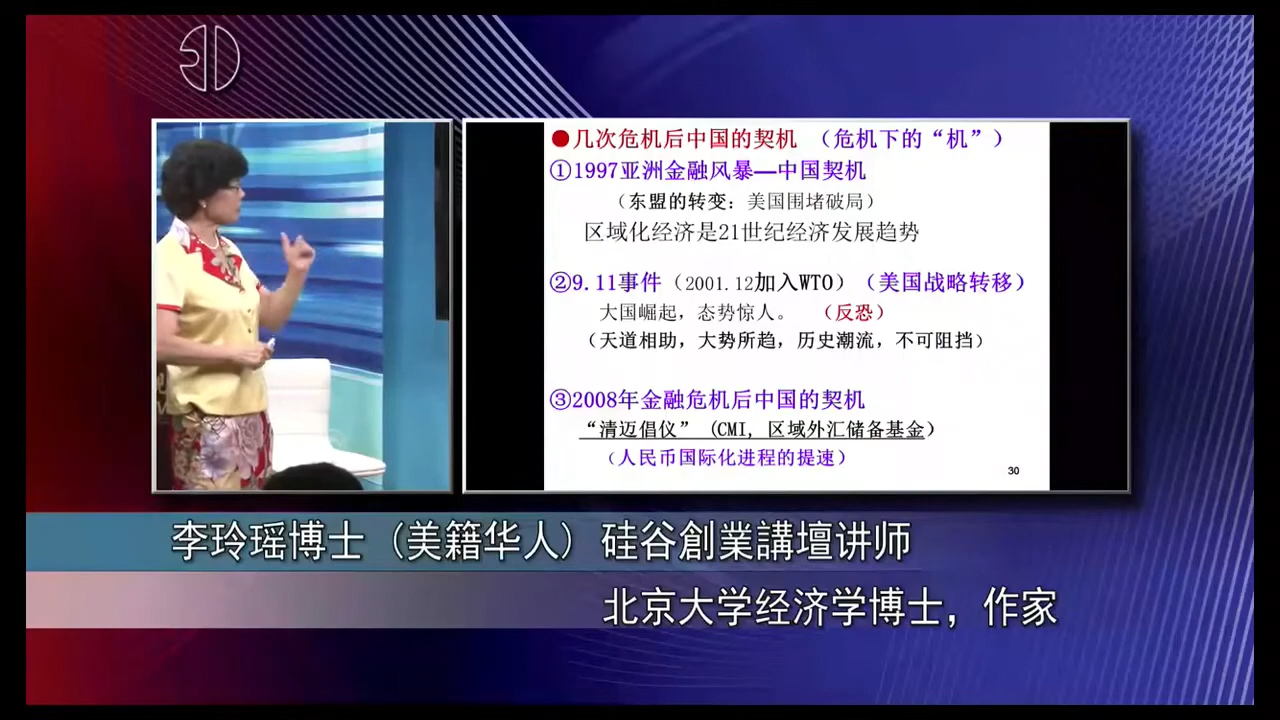 ●几次危机后中国的契机 （危机下的“机”）
①1997亚洲金融风暴—中国契机
（东盟的转变：美国围堵破局）
区域化经济是21世纪经济发展趋势
②9.11事件（2001.12加入WTO）（美国战略转移）
大国崛起，态势惊人。 （反恐）
（天道相助，大势所趋，历史潮流，不可阻挡）
③2008年金融危机后中国的契机
“清迈倡仪” (CMI, 区域外汇储备基金）
（人民币国际化进程的提速）
30
李玲瑶博士 (美籍华人) 硅谷創業講壇讲师
北京大学经济学博士，作家